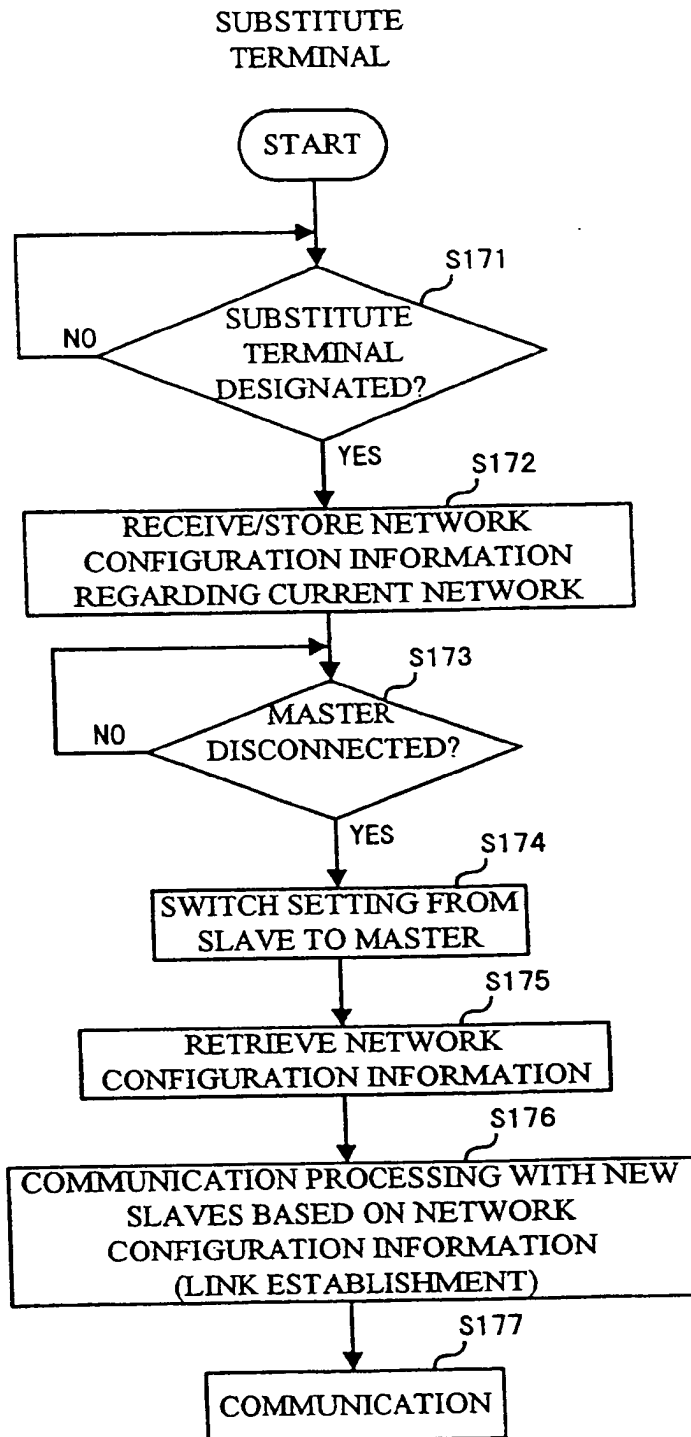 SUBSTITUTE
TERMINAL
START
S171
NO
SUBSTITUTE
TERMINAL
DESIGNATED?
YES
S172
RECEIVE/STORE NETWORK
CONFIGURATION INFORMATION
REGARDING CURRENT NETWORK
S173
NO
MASTER
DISCONNECTED?
YES
S174
SWITCH SETTING FROM
SLAVE TO MASTER
S175
RETRIEVE NETWORK
CONFIGURATION INFORMATION
S176
COMMUNICATION PROCESSING WITH NEW
SLAVES BASED ON NETWORK
CONFIGURATION INFORMATION
(LINK ESTABLISHMENT)
S177
COMMUNICATION